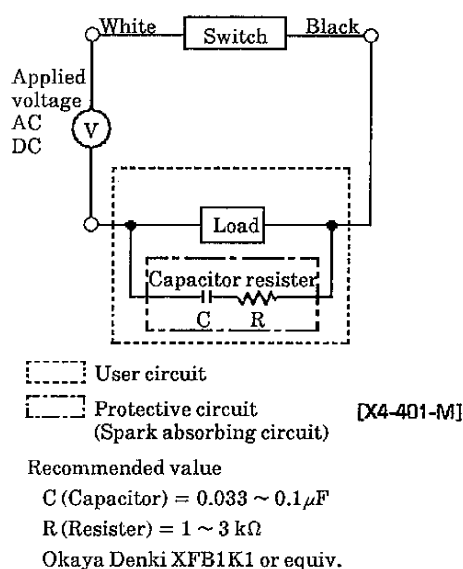 White Switch Black
Applied
voltage
AC
DC
V
Load
Capacitor resister
C R
User circuit
Protective circuit [X4-401-M]
(Spark absorbing circuit)
Recommended value
C (Capacitor) = 0.033 ~ 0.1μF
R (Resister) = 1 ~ 3 kΩ
Okaya Denki XFB1K1 or equiv.